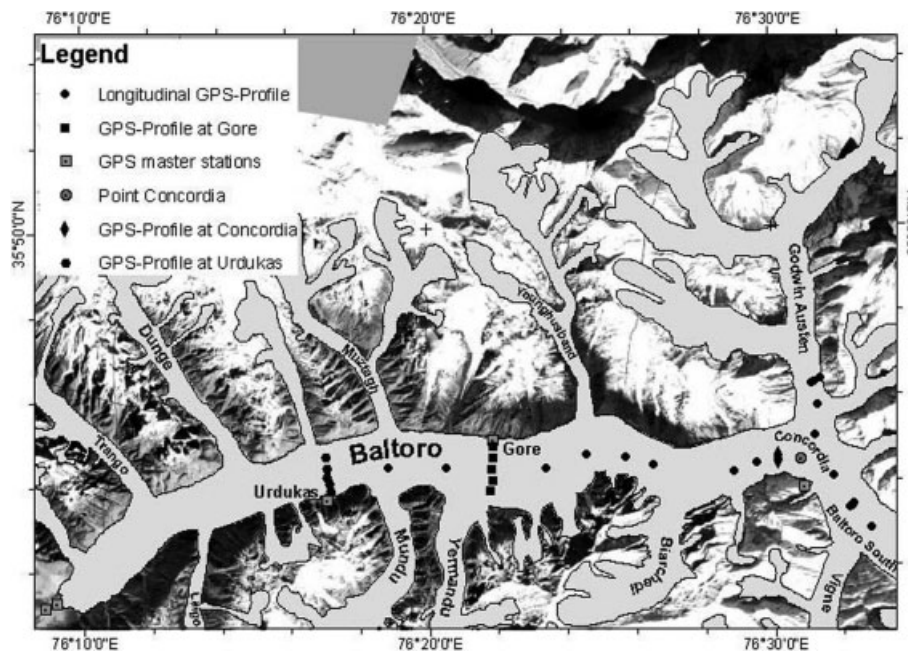 76°10'0"E 76°20'0"E 76°30'0"E
Legend
Longitudinal GPS-Profile
GPS-Profile at Gore
GPS master stations
Point Concordia
GPS-Profile at Concordia
GPS-Profile at Urdukas
35°50'0"N
Godwin Austen
Younghusband
Dunge
Muztagh
Trango
Baltoro
Gore
Concordia
Urdukas
Baltoro South
Mundu
Yermandu
Biarchedi
Vigne
76°10'0"E 76°20'0"E 76°30'0"E